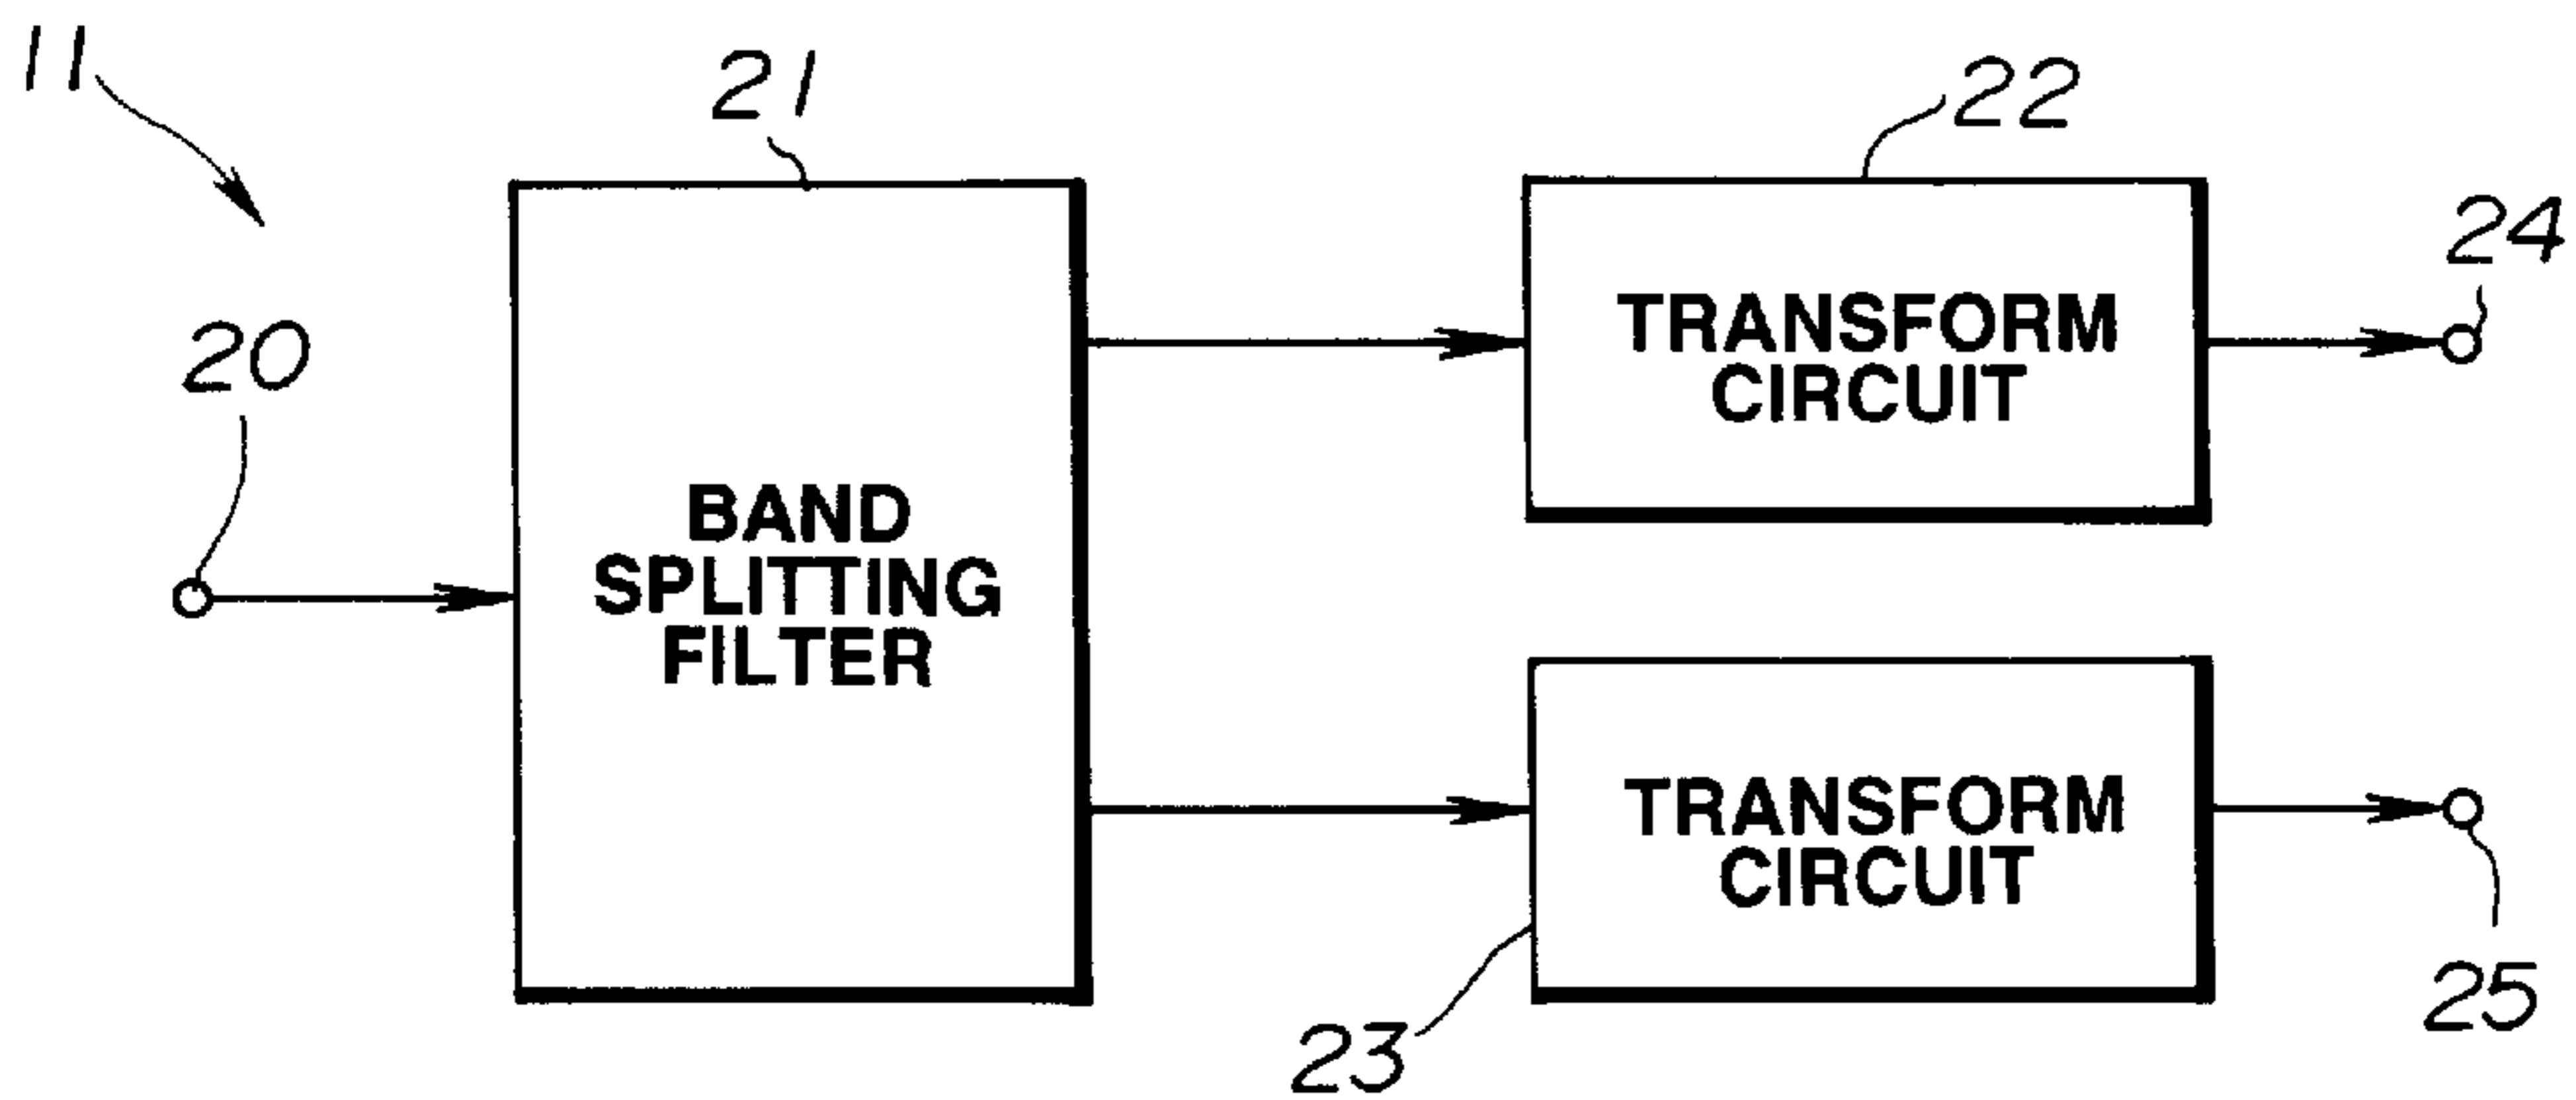 11
21
22
24
20
TRANSFORM
CIRCUIT
BAND
SPLITTING
FILTER
TRANSFORM
CIRCUIT
23
25